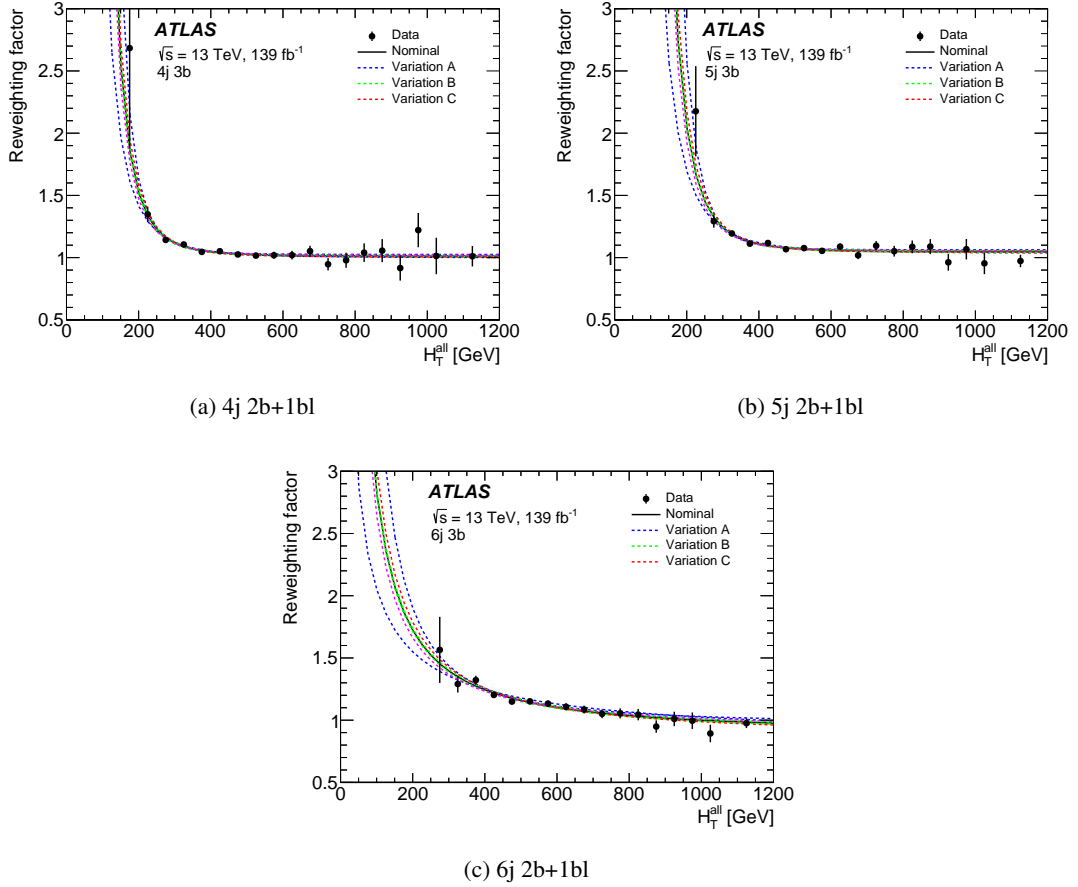 Reweighting factor
3
2.5
2
1.5
1
0.5
ATLAS
√s = 13 TeV, 139 fb⁻¹
4j 3b
Data
Nominal
Variation A
Variation B
Variation C
0 200 400 600 800 1000 1200
H_T^all [GeV]
(a) 4j 2b+1bl
Reweighting factor
3
2.5
2
1.5
1
0.5
ATLAS
√s = 13 TeV, 139 fb⁻¹
5j 3b
Data
Nominal
Variation A
Variation B
Variation C
0 200 400 600 800 1000 1200
H_T^all [GeV]
(b) 5j 2b+1bl
Reweighting factor
3
2.5
2
1.5
1
0.5
ATLAS
√s = 13 TeV, 139 fb⁻¹
6j 3b
Data
Nominal
Variation A
Variation B
Variation C
0 200 400 600 800 1000 1200
H_T^all [GeV]
(c) 6j 2b+1bl